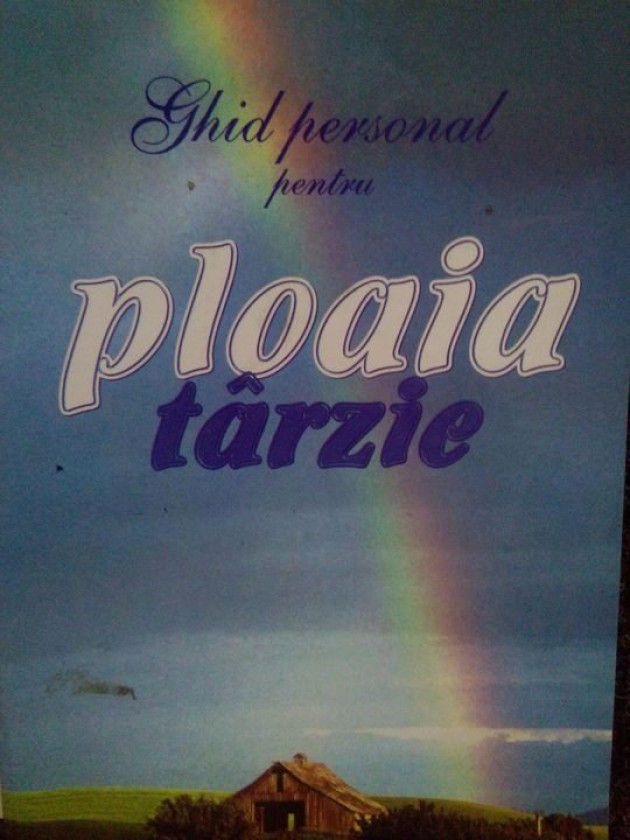 Ghid personal
pentru
ploaia
târzie